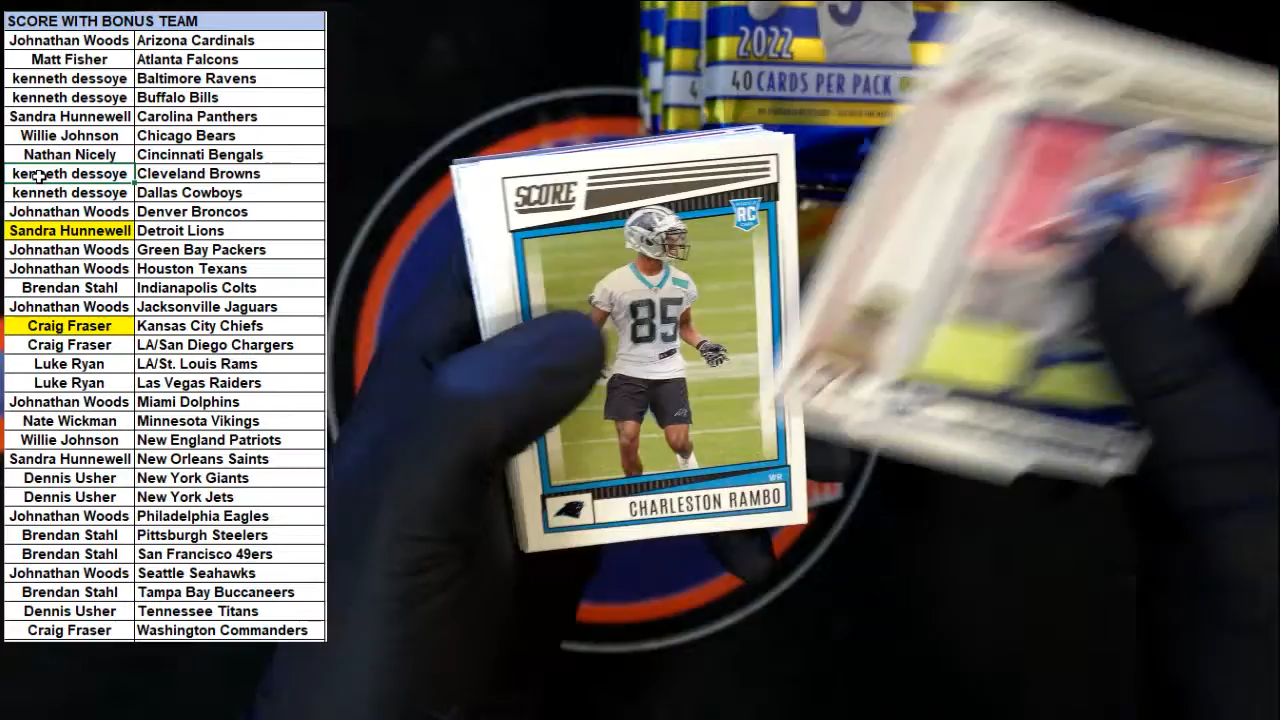 SCORE WITH BONUS TEAM
Johnathan Woods Arizona Cardinals
Matt Fisher Atlanta Falcons
kenneth dessoye Baltimore Ravens
kenneth dessoye Buffalo Bills
Sandra Hunnewell Carolina Panthers
Willie Johnson Chicago Bears
Nathan Nicely Cincinnati Bengals
kenneth dessoye Cleveland Browns
kenneth dessoye Dallas Cowboys
Johnathan Woods Denver Broncos
Sandra Hunnewell Detroit Lions
Johnathan Woods Green Bay Packers
Johnathan Woods Houston Texans
Brendan Stahl Indianapolis Colts
Johnathan Woods Jacksonville Jaguars
Craig Fraser Kansas City Chiefs
Craig Fraser LA/San Diego Chargers
Luke Ryan LA/St. Louis Rams
Luke Ryan Las Vegas Raiders
Johnathan Woods Miami Dolphins
Nate Wickman Minnesota Vikings
Willie Johnson New England Patriots
Sandra Hunnewell New Orleans Saints
Dennis Usher New York Giants
Dennis Usher New York Jets
Johnathan Woods Philadelphia Eagles
Brendan Stahl Pittsburgh Steelers
Brendan Stahl San Francisco 49ers
Johnathan Woods Seattle Seahawks
Brendan Stahl Tampa Bay Buccaneers
Dennis Usher Tennessee Titans
Craig Fraser Washington Commanders
2022
40 CARDS PER PACK
SCORE
RC
85
WR
CHARLESTON RAMBO